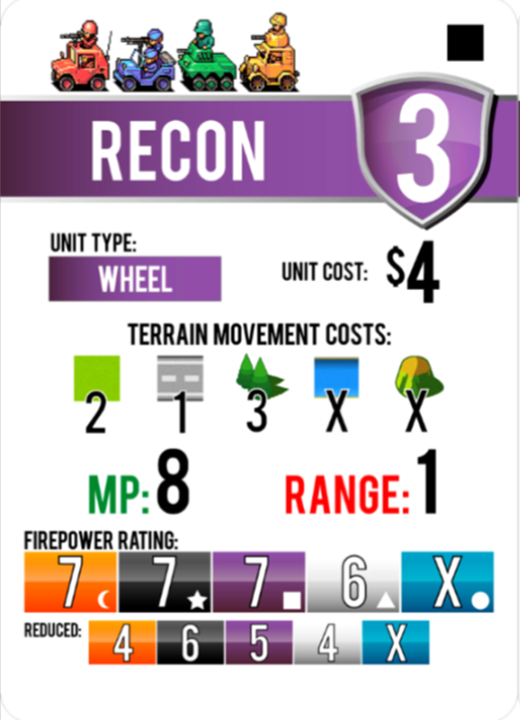 RECON
3
UNIT TYPE:
WHEEL
UNIT COST: $4
TERRAIN MOVEMENT COSTS:
2 1 3 X X
MP: 8 RANGE: 1
FIREPOWER RATING:
7 7 7 6 X
REDUCED: 4 6 5 4 X